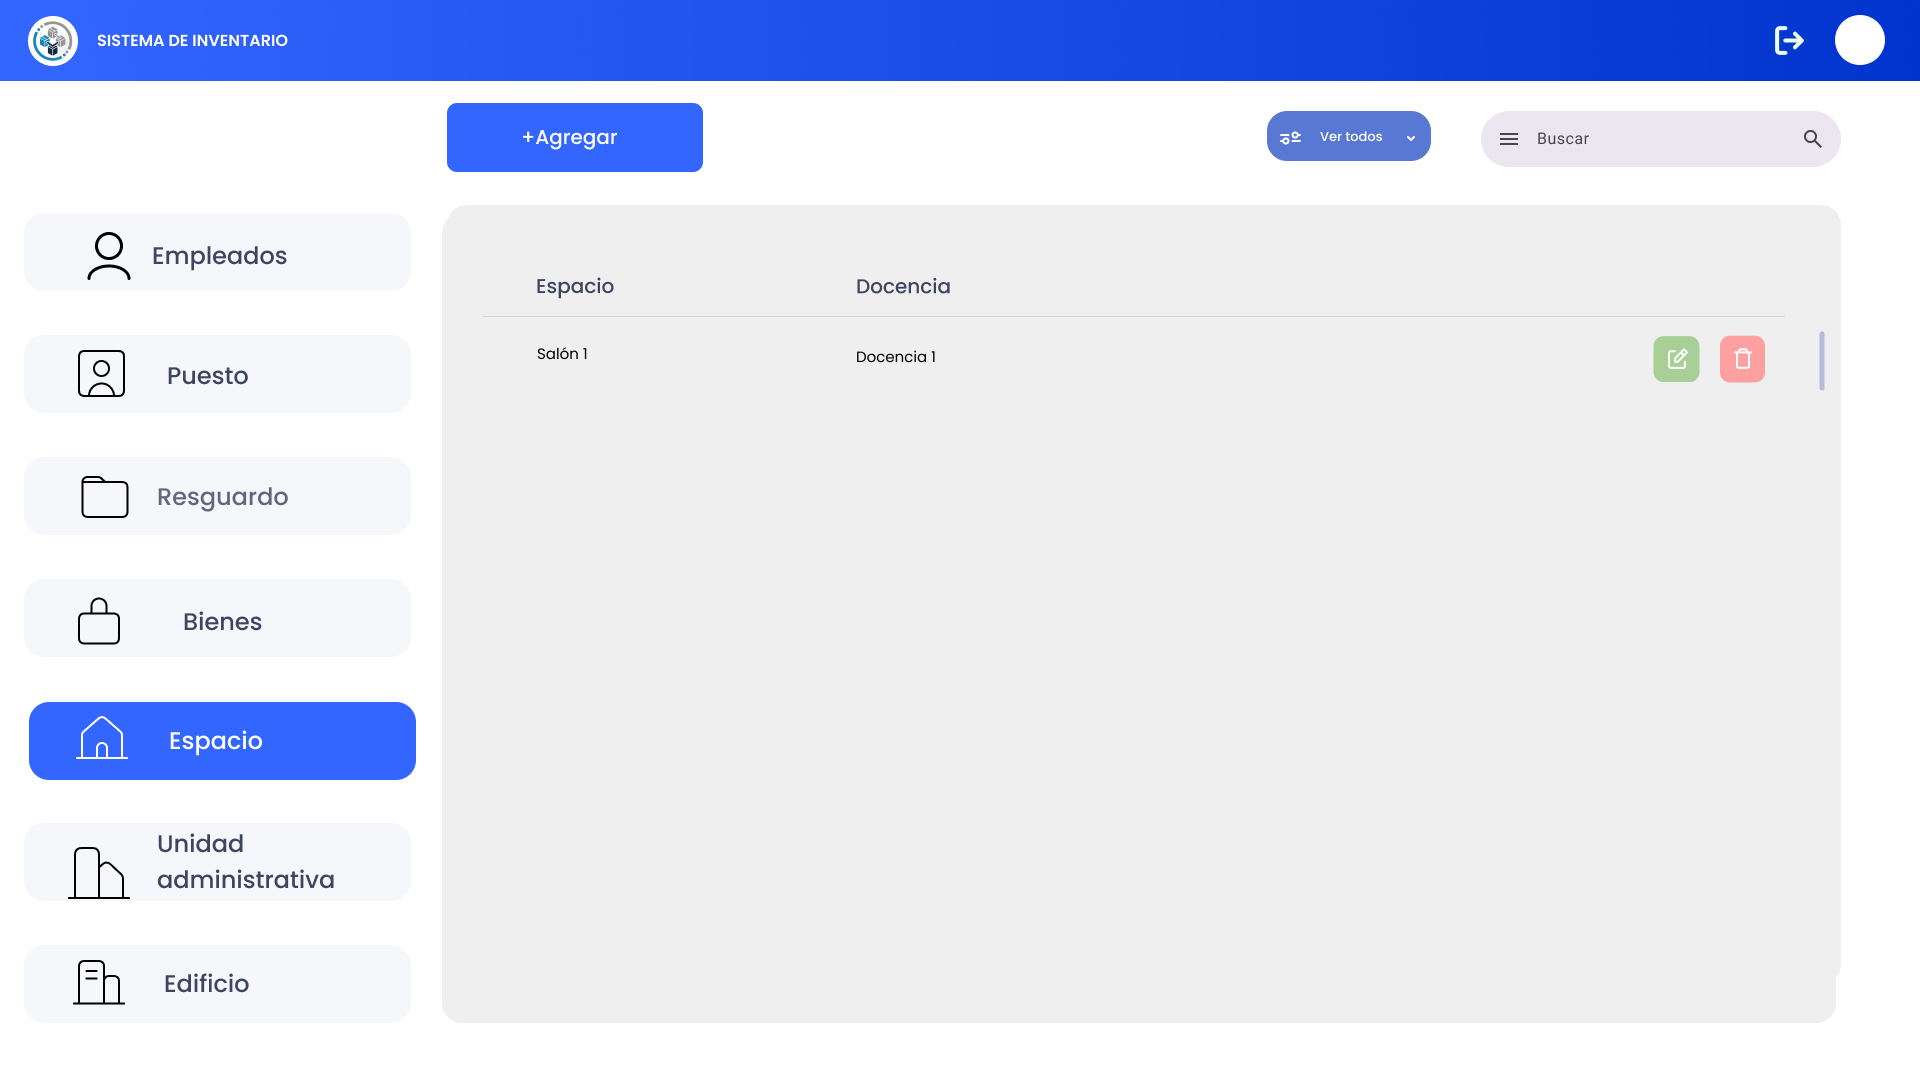 SISTEMA DE INVENTARIO
+Agregar
Ver todos
Buscar
Empleados
Puesto
Resguardo
Bienes
Espacio
Unidad
administrativa
Edificio
Espacio
Docencia
Salón 1
Docencia 1